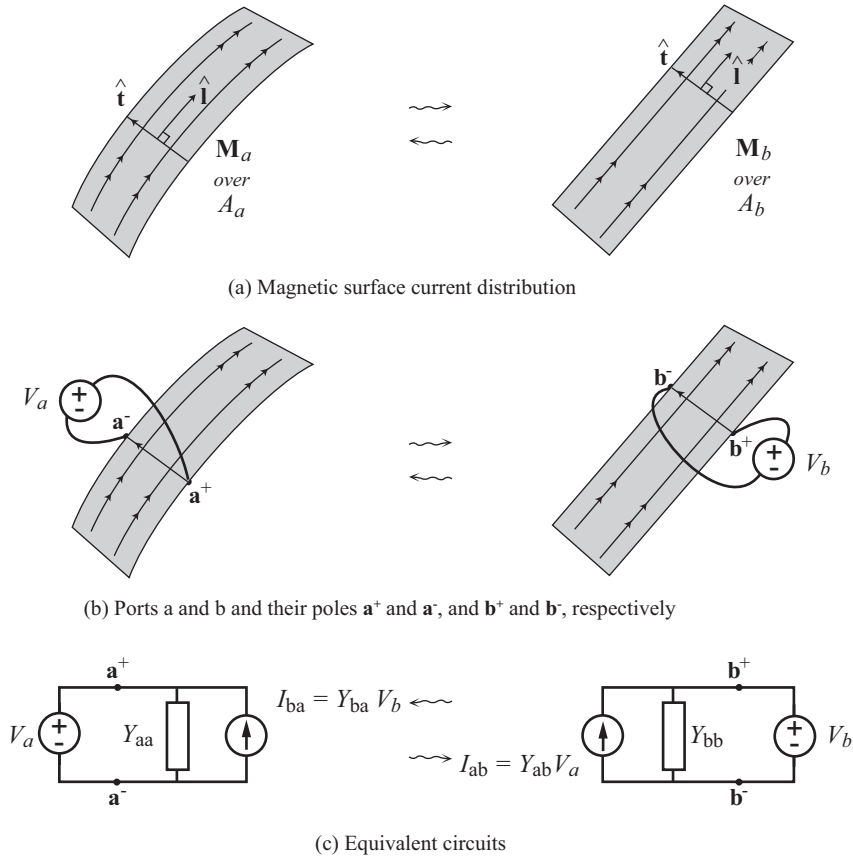 t̂
l̂
M_a
over
A_a
t̂
l̂
M_b
over
A_b
(a) Magnetic surface current distribution
V_a
+
-
a⁻
a⁺
b⁻
b⁺
+
-
V_b
(b) Ports a and b and their poles a⁺ and a⁻, and b⁺ and b⁻, respectively
a⁺
V_a
+
-
Y_aa
a⁻
I_ba = Y_ba V_b
I_ab = Y_ab V_a
b⁺
Y_bb
+
-
V_b
b⁻
(c) Equivalent circuits